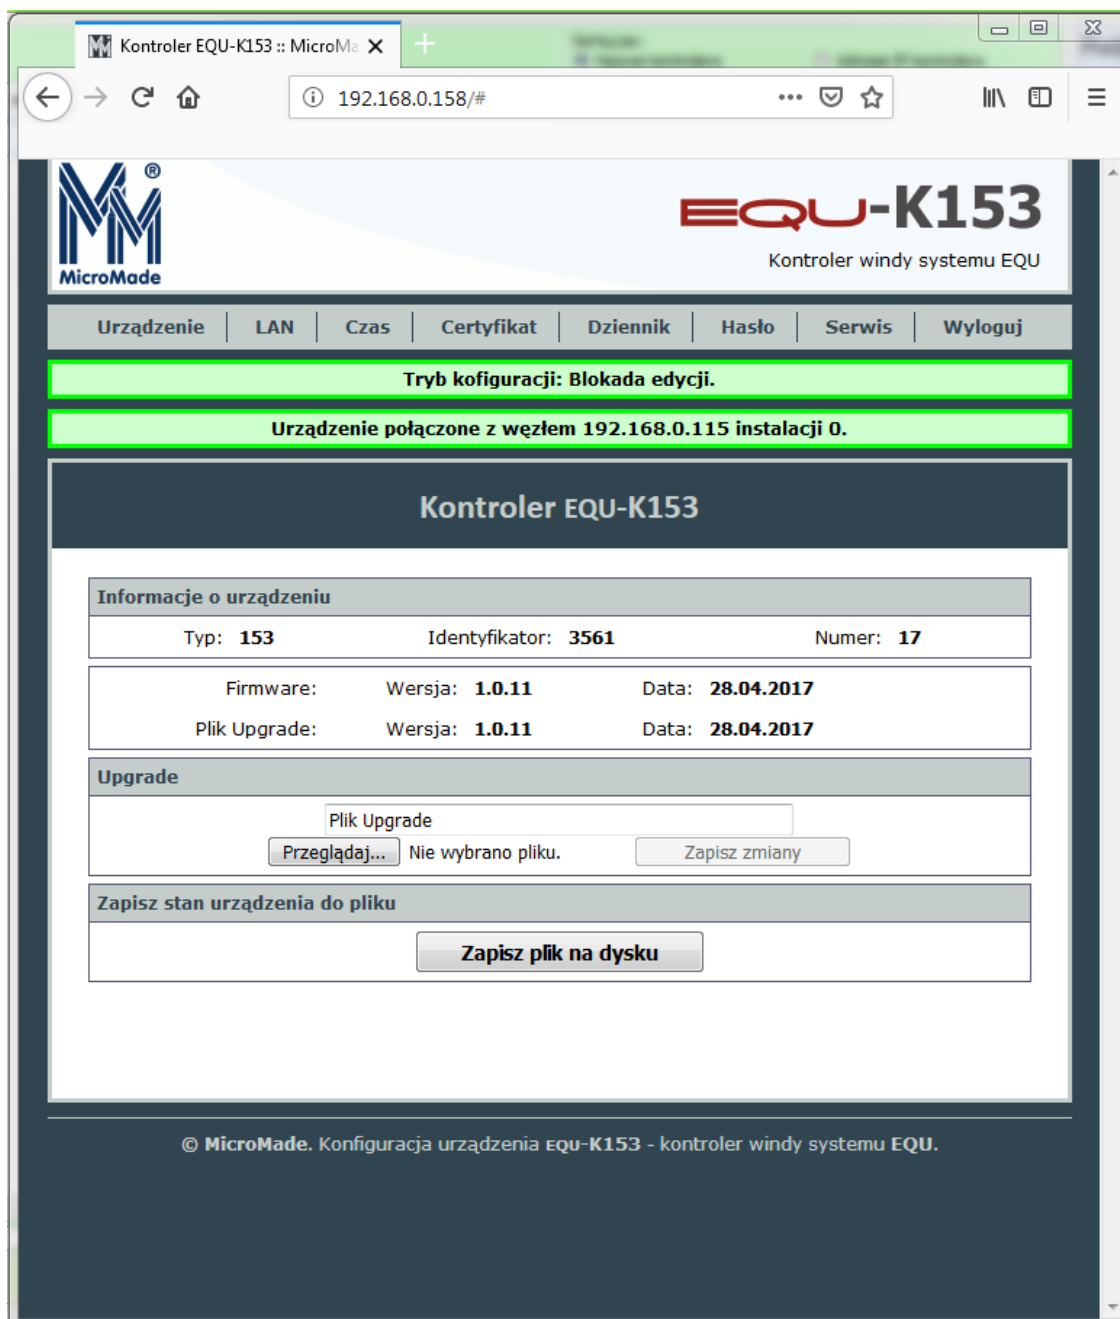 Kontroler EQU-K153 :: MicroMa
192.168.0.158/#
MM ®
MicroMade
EQU-K153
Kontroler windy systemu EQU
Urządzenie LAN Czas Certyfikat Dziennik Hasło Serwis Wyloguj
Tryb kofiguracji: Blokada edycji.
Urządzenie połączone z węzłem 192.168.0.115 instalacji 0.
Kontroler EQU-K153
Informacje o urządzeniu
Typ: 153 Identyfikator: 3561 Numer: 17
Firmware: Wersja: 1.0.11 Data: 28.04.2017
Plik Upgrade: Wersja: 1.0.11 Data: 28.04.2017
Upgrade
Plik Upgrade
Przeglądaj... Nie wybrano pliku. Zapisz zmiany
Zapisz stan urządzenia do pliku
Zapisz plik na dysku
© MicroMade. Konfiguracja urządzenia EQU-K153 - kontroler windy systemu EQU.